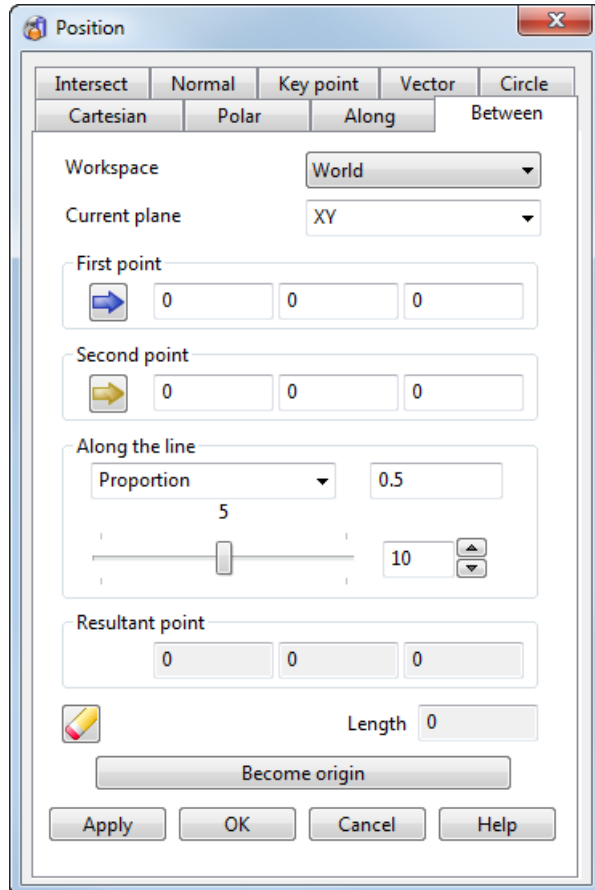 Position
Intersect Normal Key point Vector Circle
Cartesian Polar Along Between
Workspace World
Current plane XY
First point
0 0 0
Second point
0 0 0
Along the line
Proportion 0.5
5
10
Resultant point
0 0 0
Length 0
Become origin
Apply OK Cancel Help